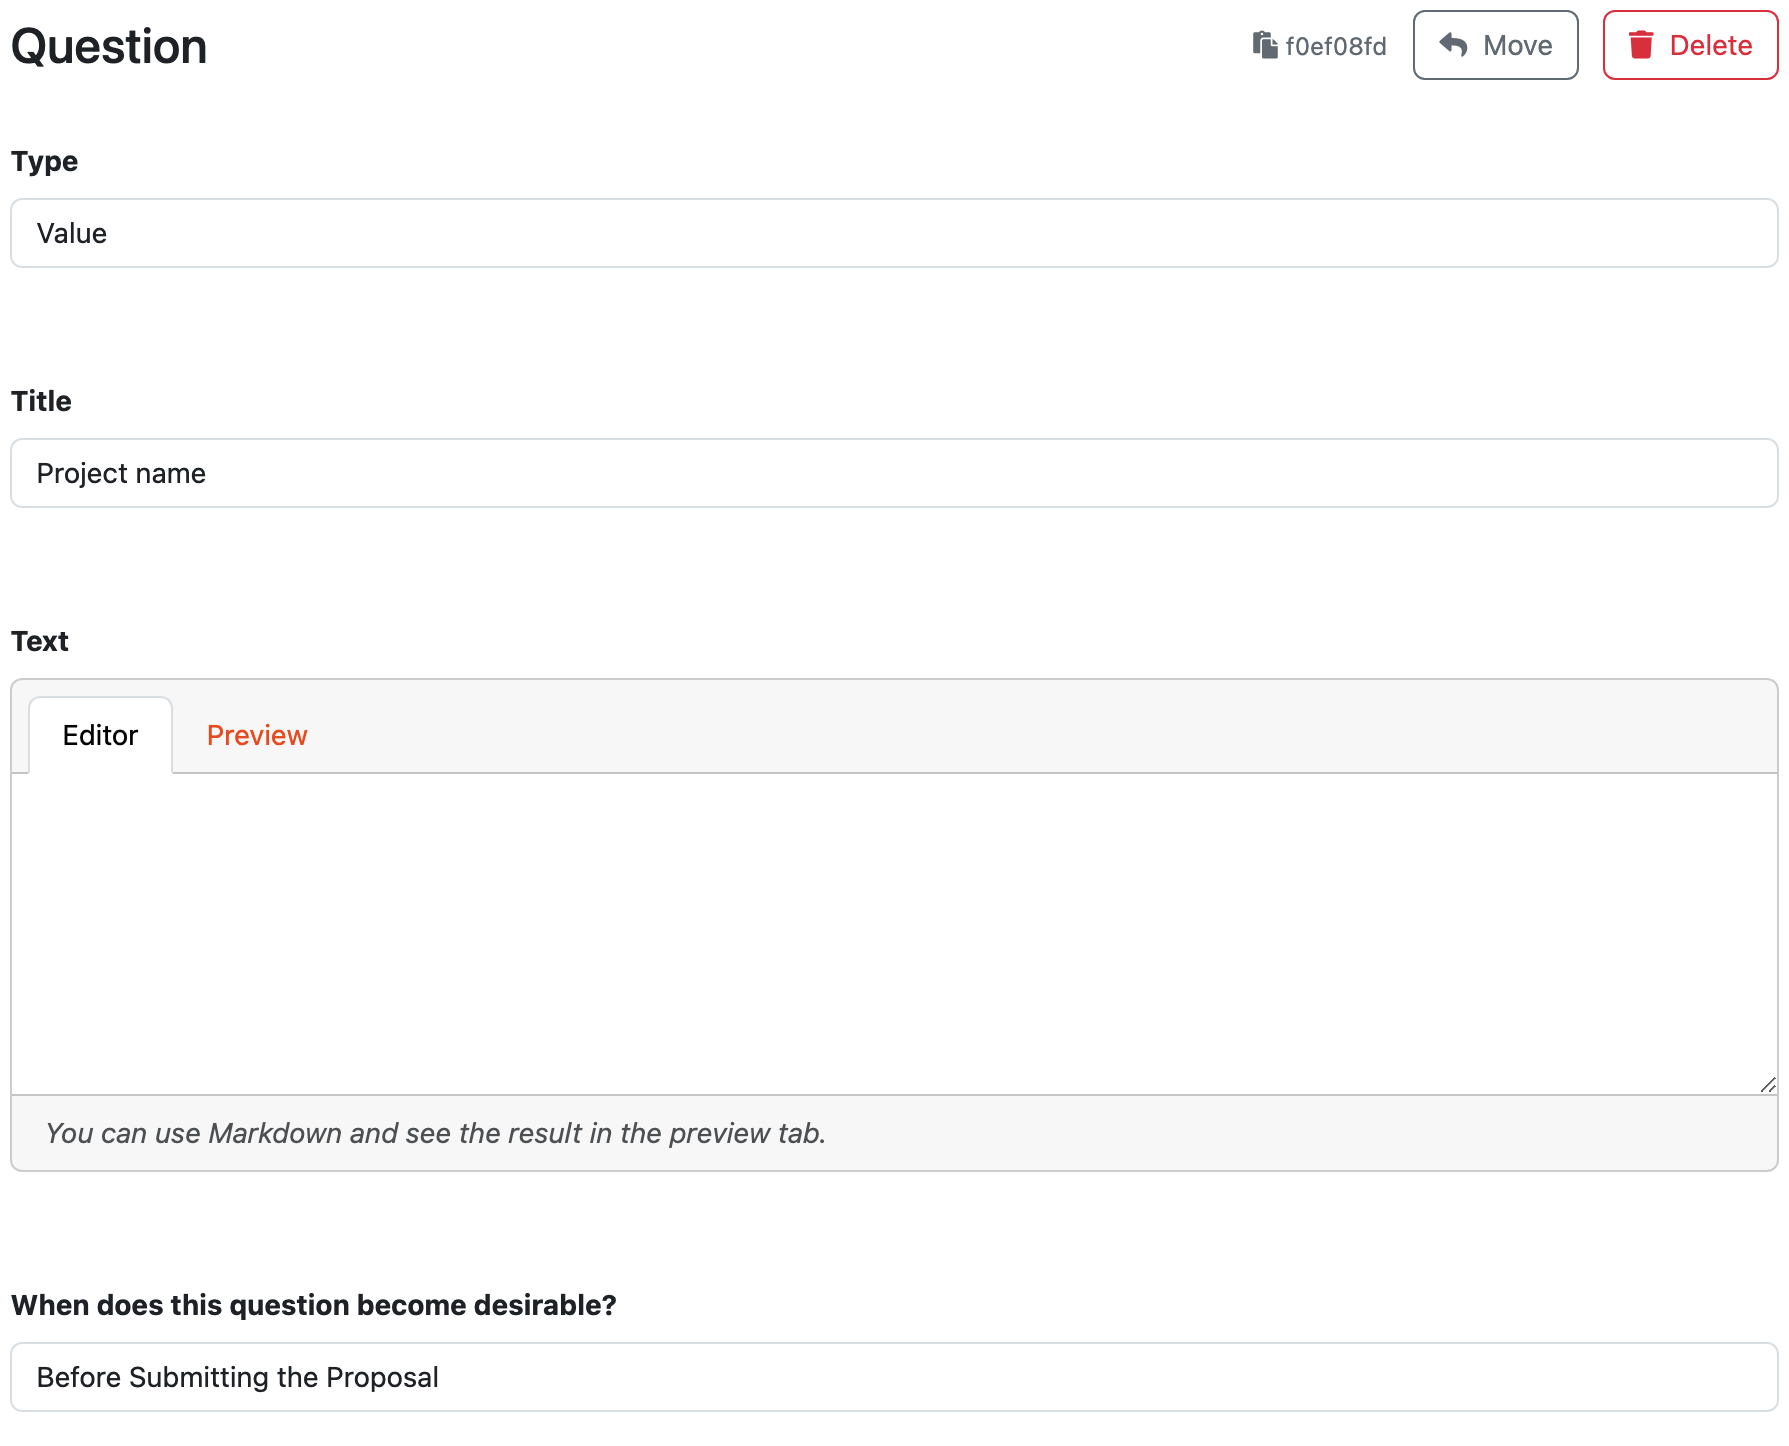 Question
f0ef08fd
Move
Delete
Type
Value
Title
Project name
Text
Editor
Preview
You can use Markdown and see the result in the preview tab.
When does this question become desirable?
Before Submitting the Proposal